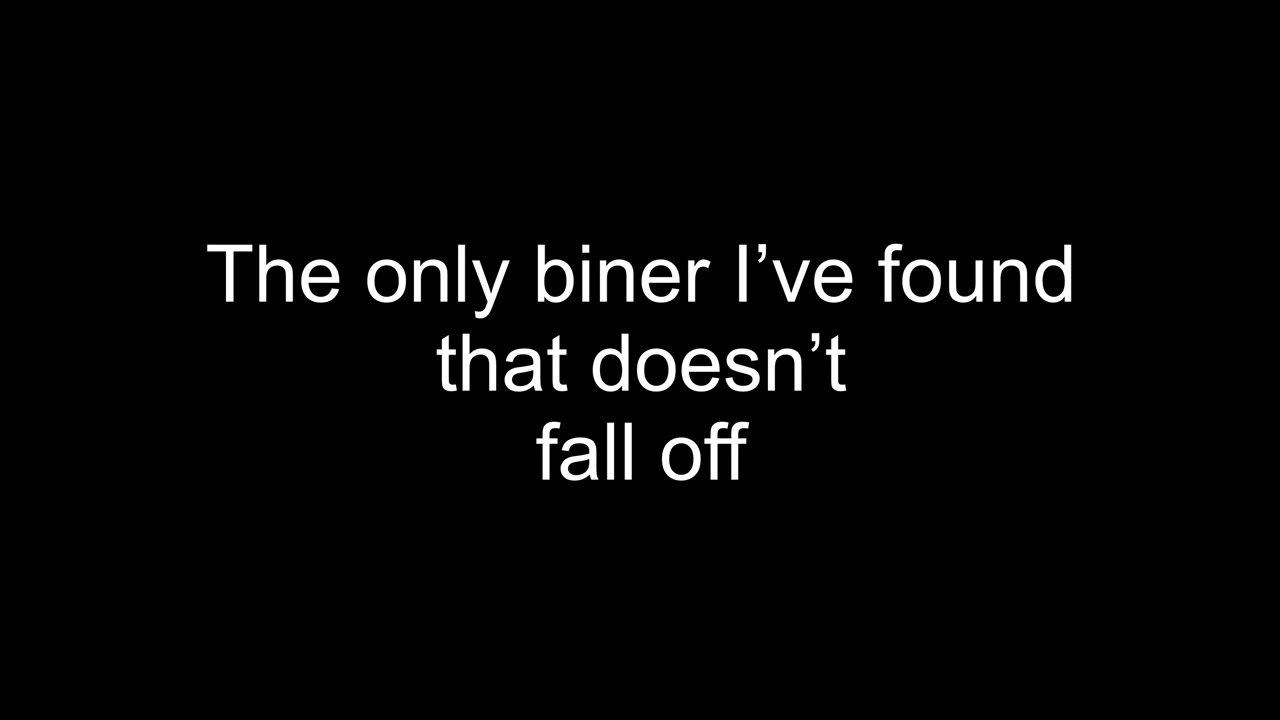 The only biner I’ve found
that doesn’t
fall off